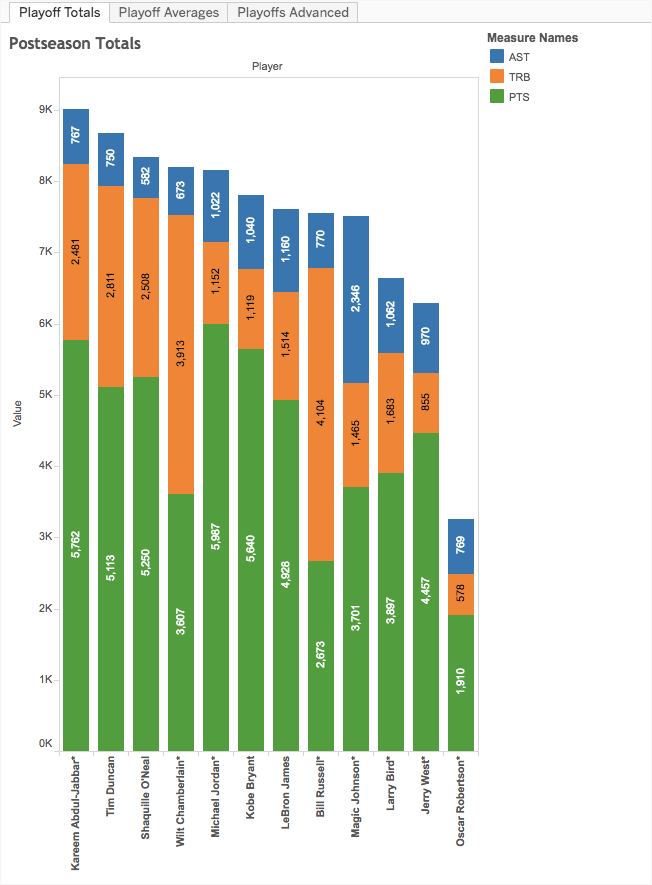 Playoff Totals Playoff Averages Playoffs Advanced
Postseason Totals
Measure Names
AST
TRB
PTS
Player
Value
9K
8K
7K
6K
5K
4K
3K
2K
1K
0K
767
2,481
5,762
750
2,811
5,113
582
2,508
5,250
673
3,913
3,607
1,022
1,152
5,987
1,040
1,119
5,640
1,160
1,514
4,928
770
4,104
2,673
2,346
1,465
3,701
1,062
1,683
3,897
970
855
4,457
769
578
1,910
Kareem Abdul-Jabbar*
Tim Duncan
Shaquille O'Neal
Wilt Chamberlain*
Michael Jordan*
Kobe Bryant
LeBron James
Bill Russell*
Magic Johnson*
Larry Bird*
Jerry West*
Oscar Robertson*